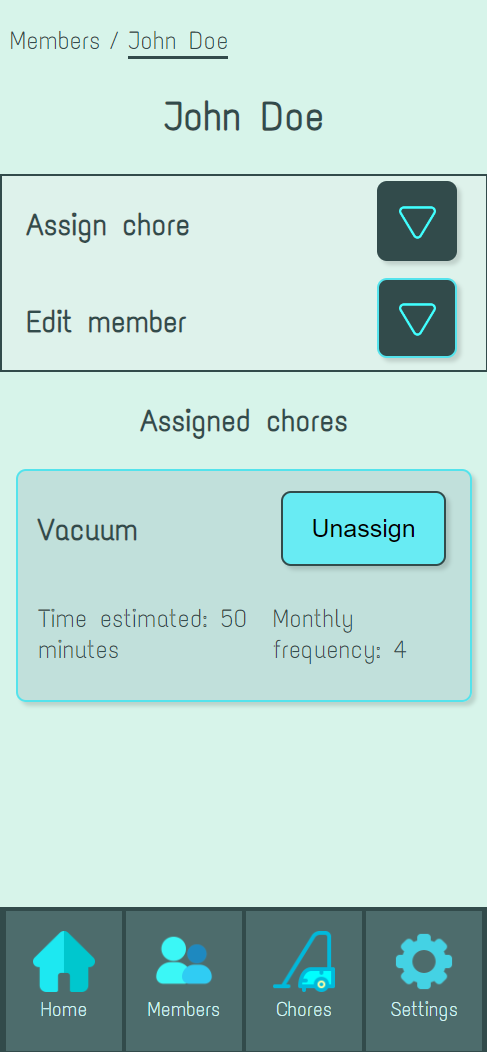 Members / John Doe
John Doe
Assign chore
Edit member
Assigned chores
Vacuum
Unassign
Time estimated: 50
minutes
Monthly
frequency: 4
Home
Members
Chores
Settings